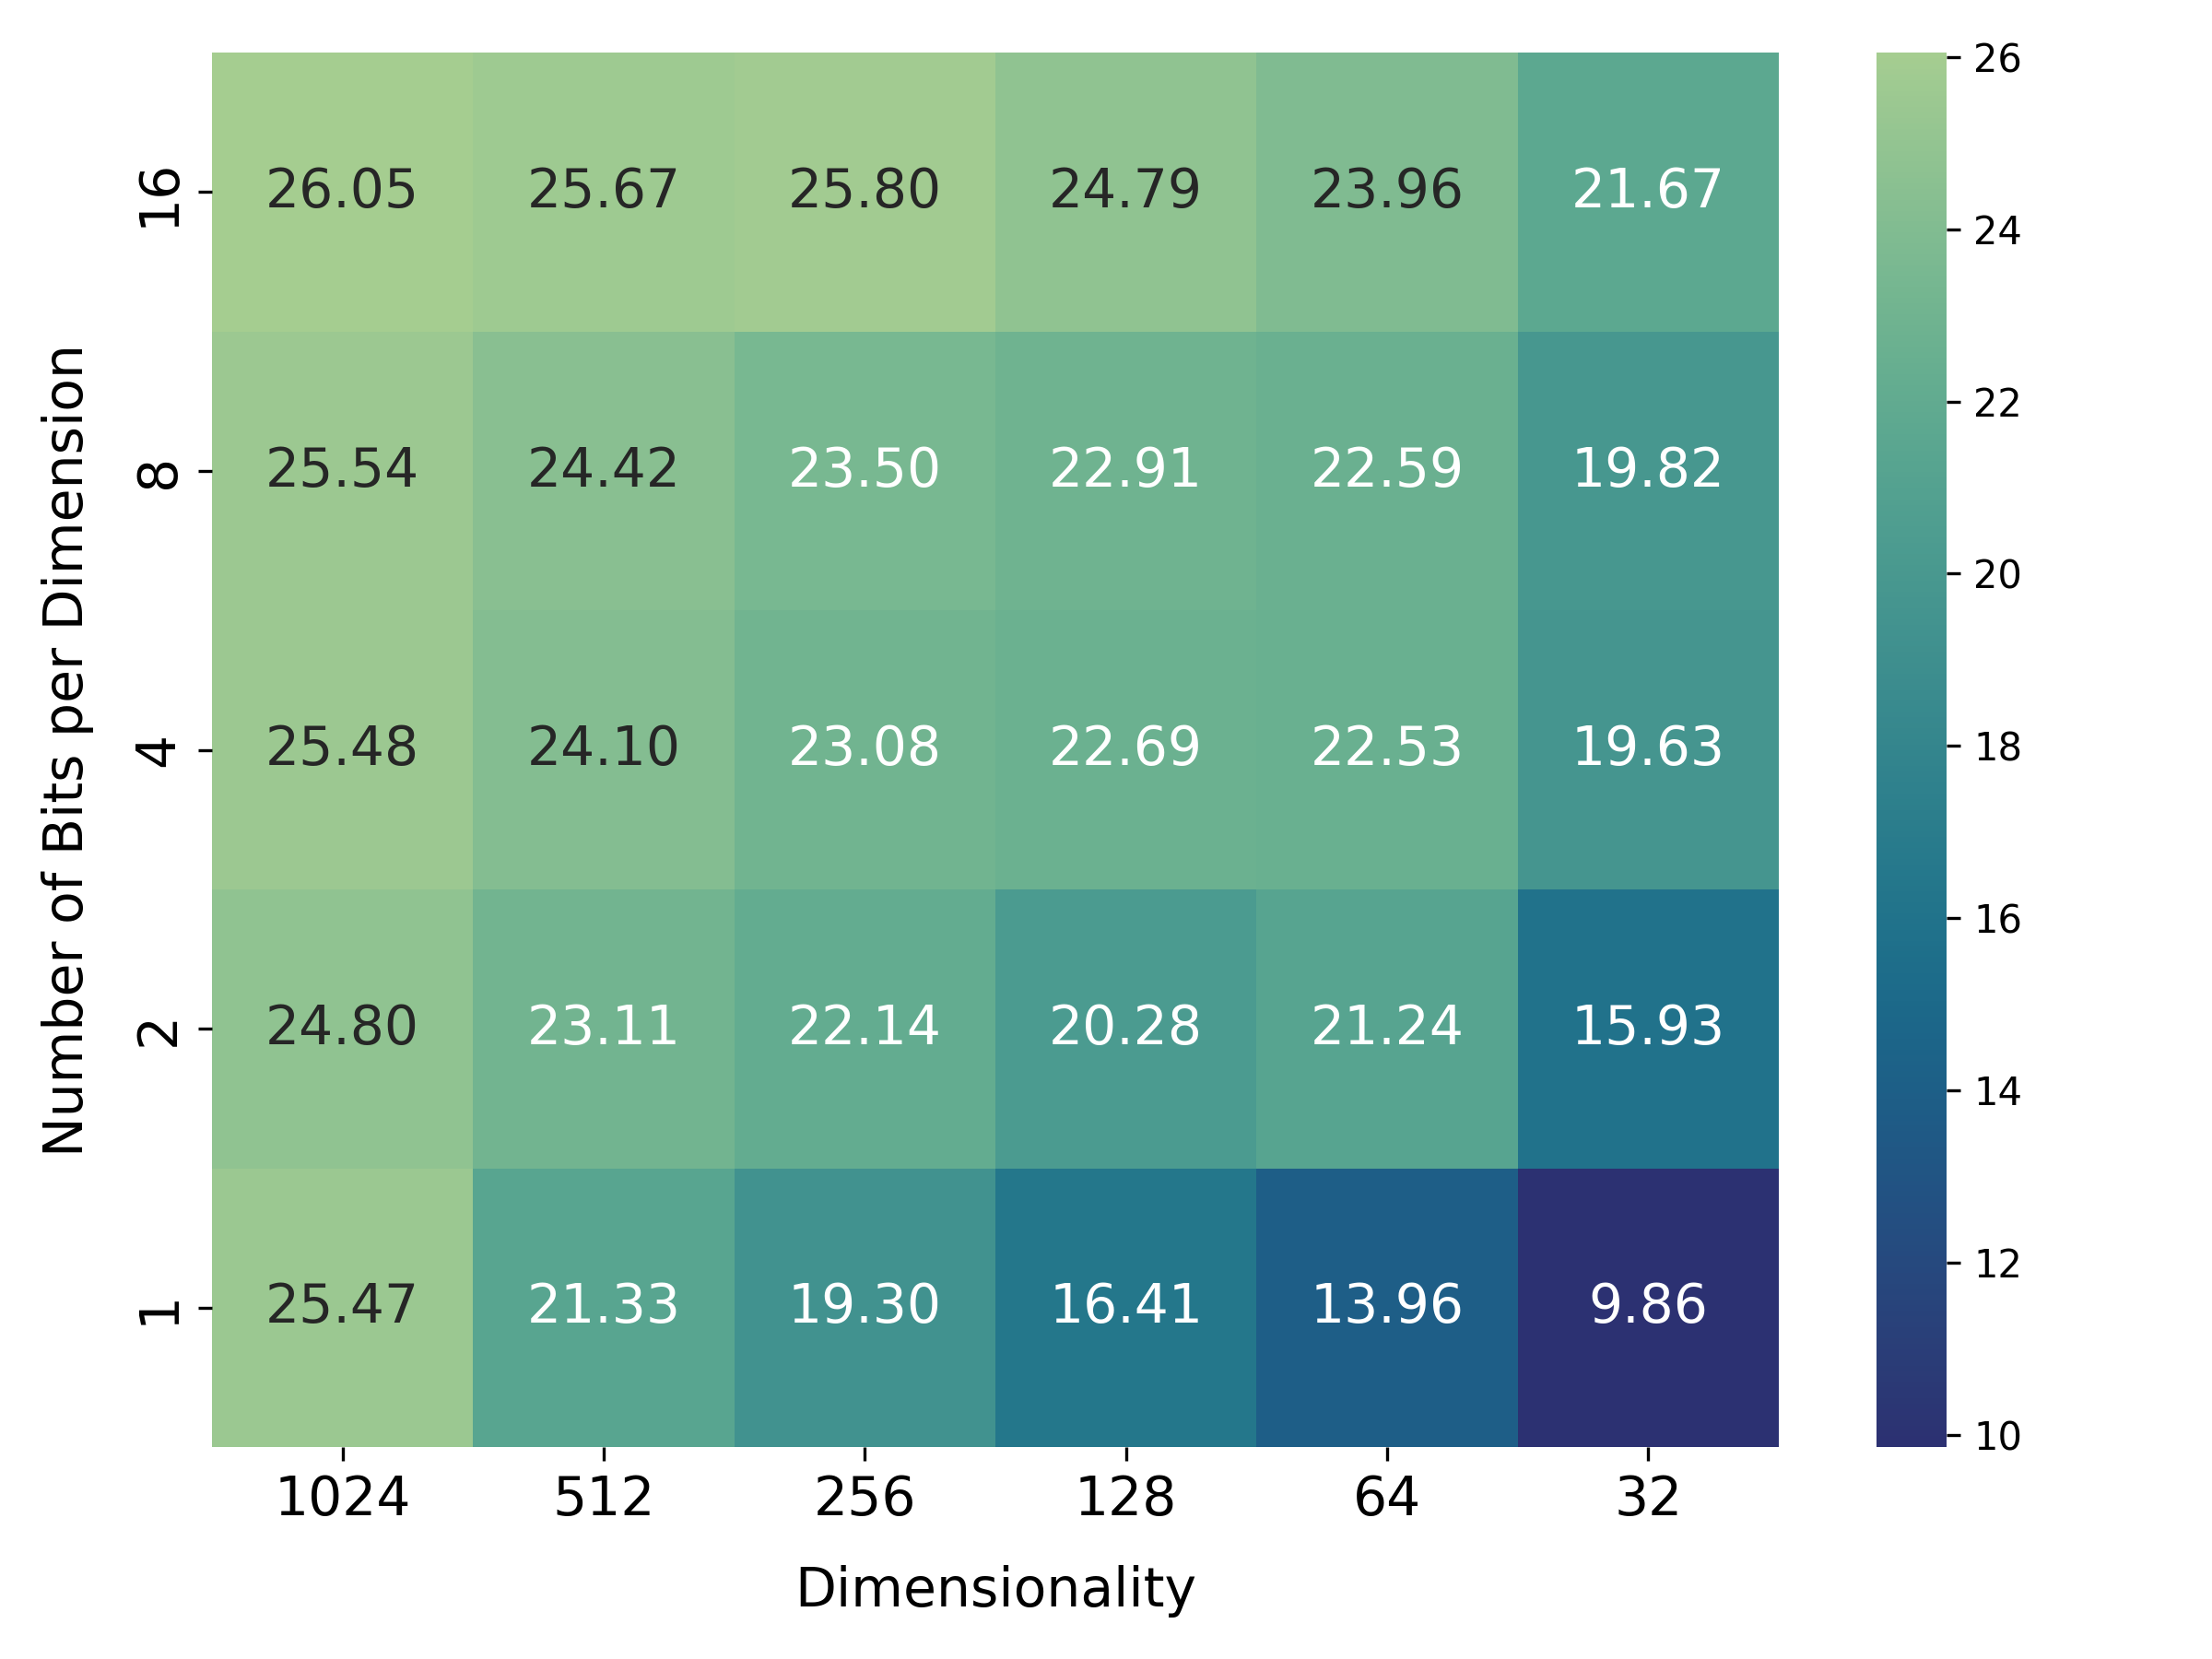 Number of Bits per Dimension
16 26.05 25.67 25.80 24.79 23.96 21.67
8 25.54 24.42 23.50 22.91 22.59 19.82
4 25.48 24.10 23.08 22.69 22.53 19.63
2 24.80 23.11 22.14 20.28 21.24 15.93
1 25.47 21.33 19.30 16.41 13.96 9.86
1024 512 256 128 64 32
Dimensionality
26
24
22
20
18
16
14
12
10